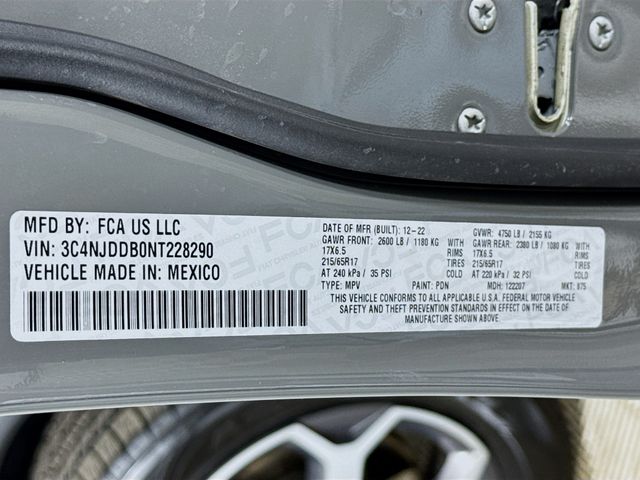 MFD BY: FCA US LLC
VIN: 3C4NJDDB0NT228290
VEHICLE MADE IN: MEXICO
DATE OF MFR (BUILT): 12-22 GVWR: 4750 LB / 2155 KG
GAWR FRONT: 2600 LB / 1180 KG WITH GAWR REAR: 2380 LB / 1080 KG WITH
17X6.5 RIMS 17X6.5 RIMS
215/65R17 TIRES 215/65R17 TIRES
AT 240 kPa / 35 PSI COLD AT 220 kPa / 32 PSI COLD
TYPE: MPV PAINT: PDN MDH: 122207 MKT: 875
THIS VEHICLE CONFORMS TO ALL APPLICABLE U.S.A. FEDERAL MOTOR VEHICLE
SAFETY AND THEFT PREVENTION STANDARDS IN EFFECT ON THE DATE OF
MANUFACTURE SHOWN ABOVE.